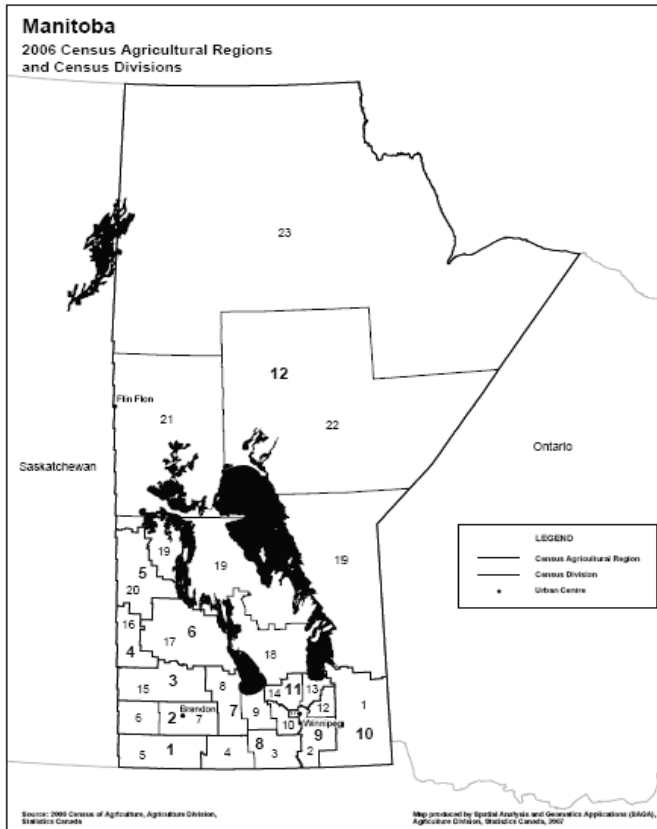 Manitoba
2006 Census Agricultural Regions
and Census Divisions
23
12
Flin Flon
21
22
Saskatchewan
Ontario
LEGEND
Census Agricultural Region
Census Division
Urban Centre
19
19
19
5
20
16
6
17
4
18
3
8
11
13
15
14
1
7
9
12
Brandon
6
2
7
10
Winnipeg
9
10
5
1
4
8
3
2
Source: 2006 Census of Agriculture, Agriculture Division,
Statistics Canada
Map produced by Spatial Analysis and Geomatics Applications (SAGA),
Agriculture Division, Statistics Canada, 2007